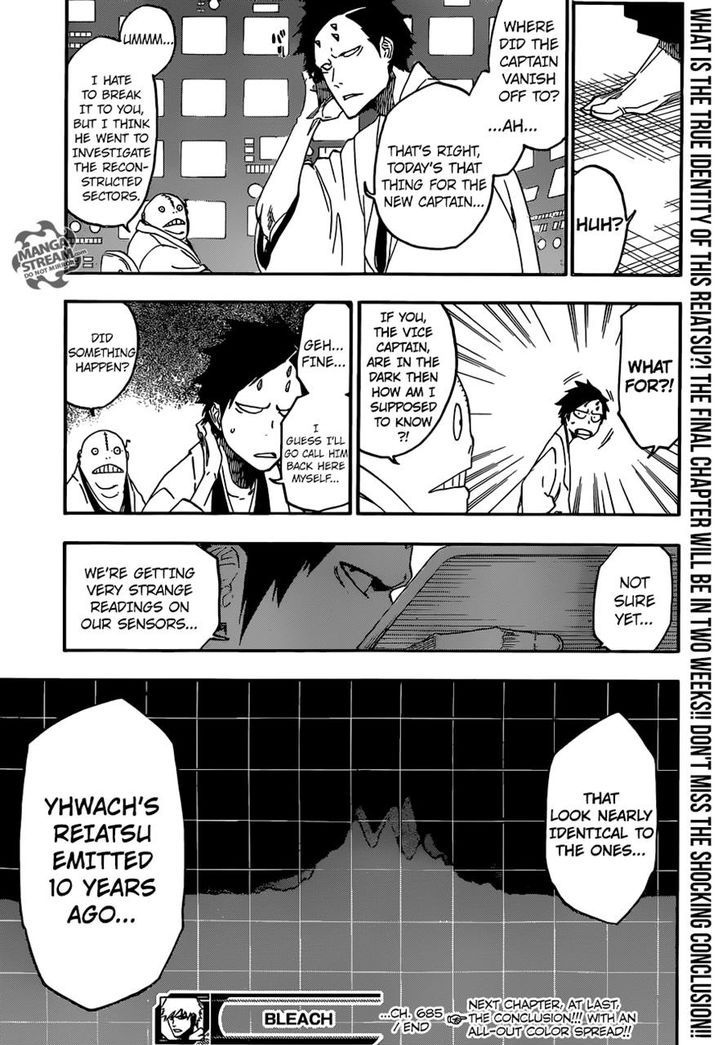 HUH?
WHERE
DID THE
CAPTAIN
VANISH
OFF TO?
...AH...
THAT'S RIGHT,
TODAY'S THAT
THING FOR THE
NEW CAPTAIN...
UMMM...
I HATE
TO BREAK
IT TO YOU,
BUT I THINK
HE WENT TO
INVESTIGATE
THE RECON-
STRUCTED
SECTORS.
MANGA
STREAM.com
DO NOT MIRROR
WHAT
FOR?!
IF YOU,
THE VICE
CAPTAIN,
ARE IN THE
DARK THEN
HOW AM I
SUPPOSED
TO KNOW
?!
GEH...
FINE...
I
GUESS I'LL
GO CALL HIM
BACK HERE
MYSELF...
DID
SOMETHING
HAPPEN?
NOT
SURE
YET...
WE'RE GETTING
VERY STRANGE
READINGS ON
OUR SENSORS...
THAT
LOOK NEARLY
IDENTICAL TO
THE ONES...
YHWACH'S
REIATSU
EMITTED
10 YEARS
AGO...
BLEACH
...CH. 685
/ END
NEXT CHAPTER, AT LAST,
THE CONCLUSION!!! WITH AN
ALL-OUT COLOR SPREAD!!
WHAT IS THE TRUE IDENTITY OF THIS REIATSU?! THE FINAL CHAPTER WILL BE IN TWO WEEKS!! DON'T MISS THE SHOCKING CONCLUSION!!